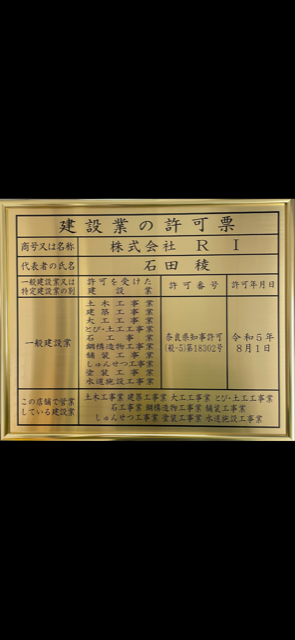 建設業の許可票
商号又は名称 株式会社 RI
代表者の氏名 石田 稜
一般建設業又は特定建設業の別 許可を受けた建設業 許可番号 許可年月日
一般建設業
土木工事業
建築工事業
大工工事業
とび・土工工事業
石工事業
鋼構造物工事業
舗装工事業
しゅんせつ工事業
塗装工事業
水道施設工事業
奈良県知事許可
(般-5)第18302号
令和5年
8月1日
この店舗で営業
している建設業
土木工事業 建築工事業 大工工事業 とび・土工工事業
石工事業 鋼構造物工事業 舗装工事業
しゅんせつ工事業 塗装工事業 水道施設工事業